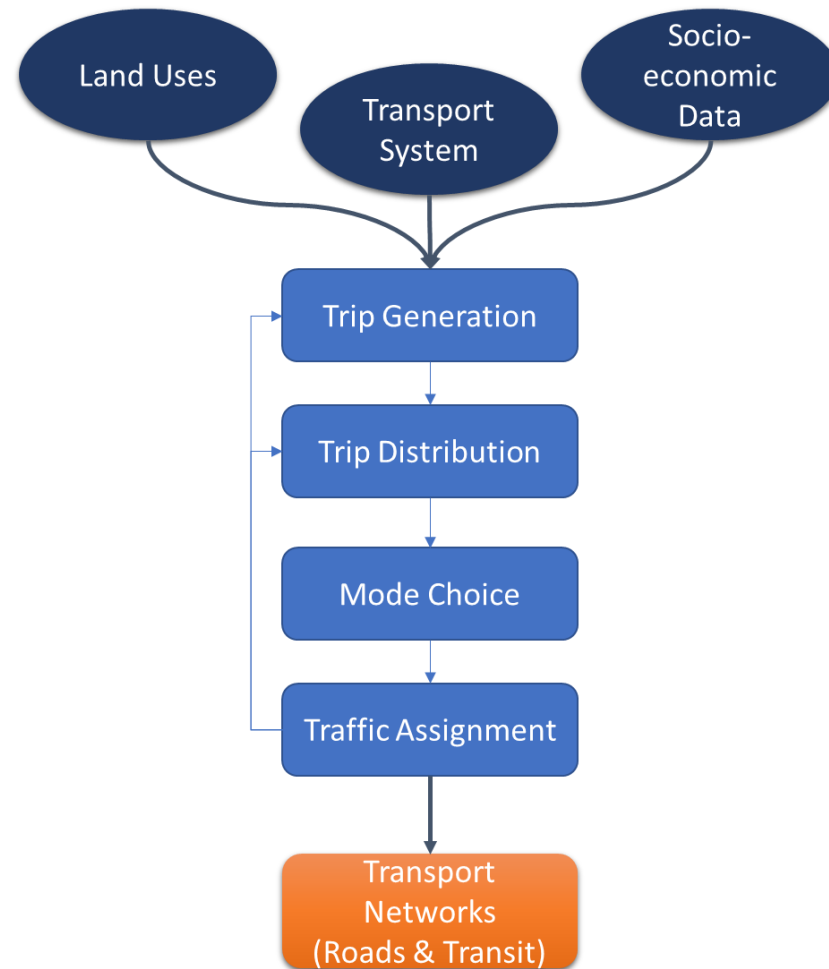 Land Uses
Transport
System
Socio-
economic
Data
Trip Generation
Trip Distribution
Mode Choice
Traffic Assignment
Transport
Networks
(Roads & Transit)